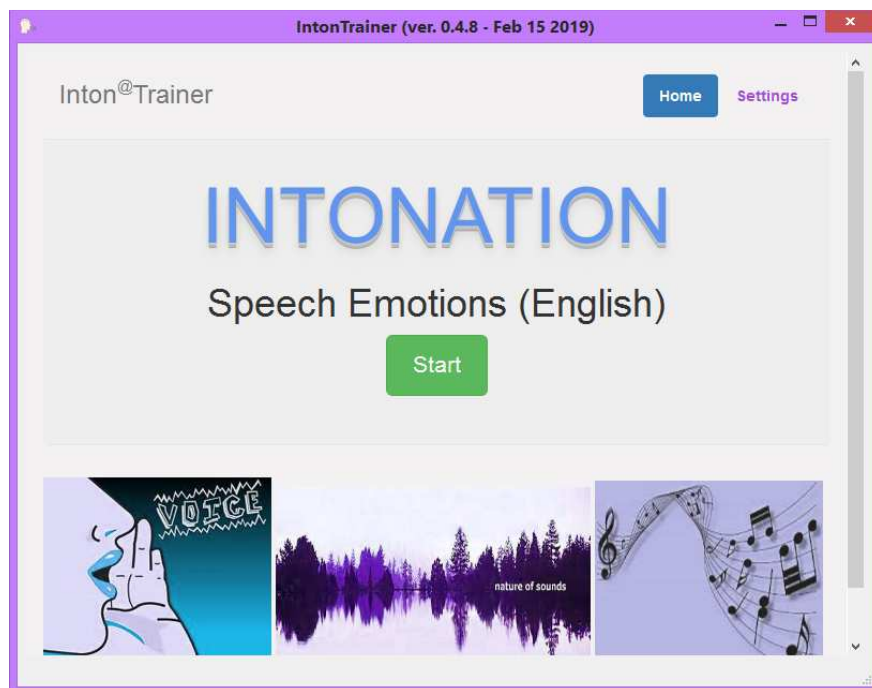 IntonTrainer (ver. 0.4.8 - Feb 15 2019)
Inton@Trainer
Home
Settings
INTONATION
Speech Emotions (English)
Start
VOICE
nature of sounds